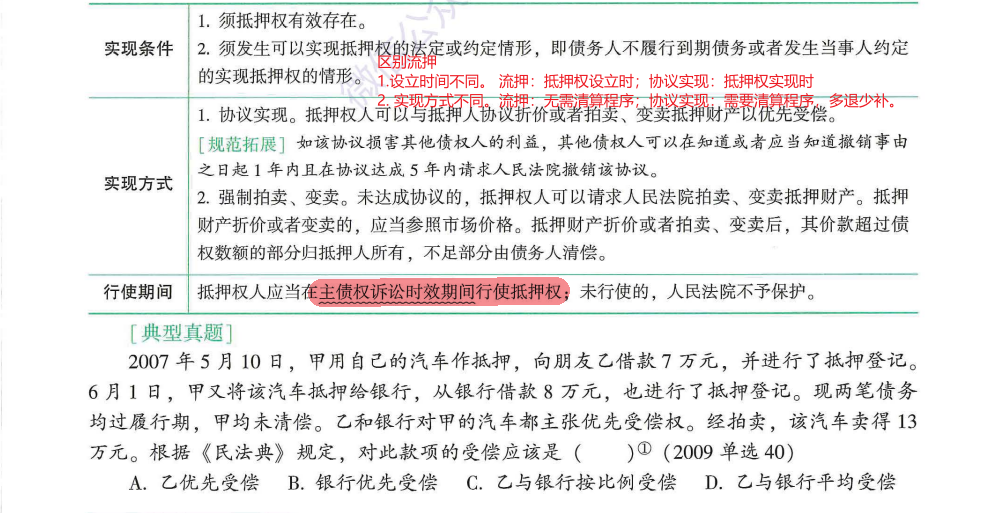 1. 须抵押权有效存在。
实现条件
2. 须发生可以实现抵押权的法定或约定情形，即债务人不履行到期债务或者发生当事人约定
的实现抵押权的情形。
区别流押
1.设立时间不同。 流押：抵押权设立时；协议实现：抵押权实现时
2. 实现方式不同。流押：无需清算程序；协议实现：需要清算程序。多退少补。
1. 协议实现。抵押权人可以与抵押人协议折价或者拍卖、变卖抵押财产以优先受偿。
[规范拓展] 如该协议损害其他债权人的利益，其他债权人可以在知道或者应当知道撤销事由
之日起 1 年内且在协议达成 5 年内请求人民法院撤销该协议。
实现方式
2. 强制拍卖、变卖。未达成协议的，抵押权人可以请求人民法院拍卖、变卖抵押财产。抵押
财产折价或者变卖的，应当参照市场价格。抵押财产折价或者拍卖、变卖后，其价款超过债
权数额的部分归抵押人所有，不足部分由债务人清偿。
行使期间
抵押权人应当在主债权诉讼时效期间行使抵押权；未行使的，人民法院不予保护。
[典型真题]
2007 年 5 月 10 日，甲用自己的汽车作抵押，向朋友乙借款 7 万元，并进行了抵押登记。
6 月 1 日，甲又将该汽车抵押给银行，从银行借款 8 万元，也进行了抵押登记。现两笔债务
均过履行期，甲均未清偿。乙和银行对甲的汽车都主张优先受偿权。经拍卖，该汽车卖得 13
万元。根据《民法典》规定，对此款项的受偿应该是（　　）①（2009 单选 40）
A. 乙优先受偿 B. 银行优先受偿 C. 乙与银行按比例受偿 D. 乙与银行平均受偿